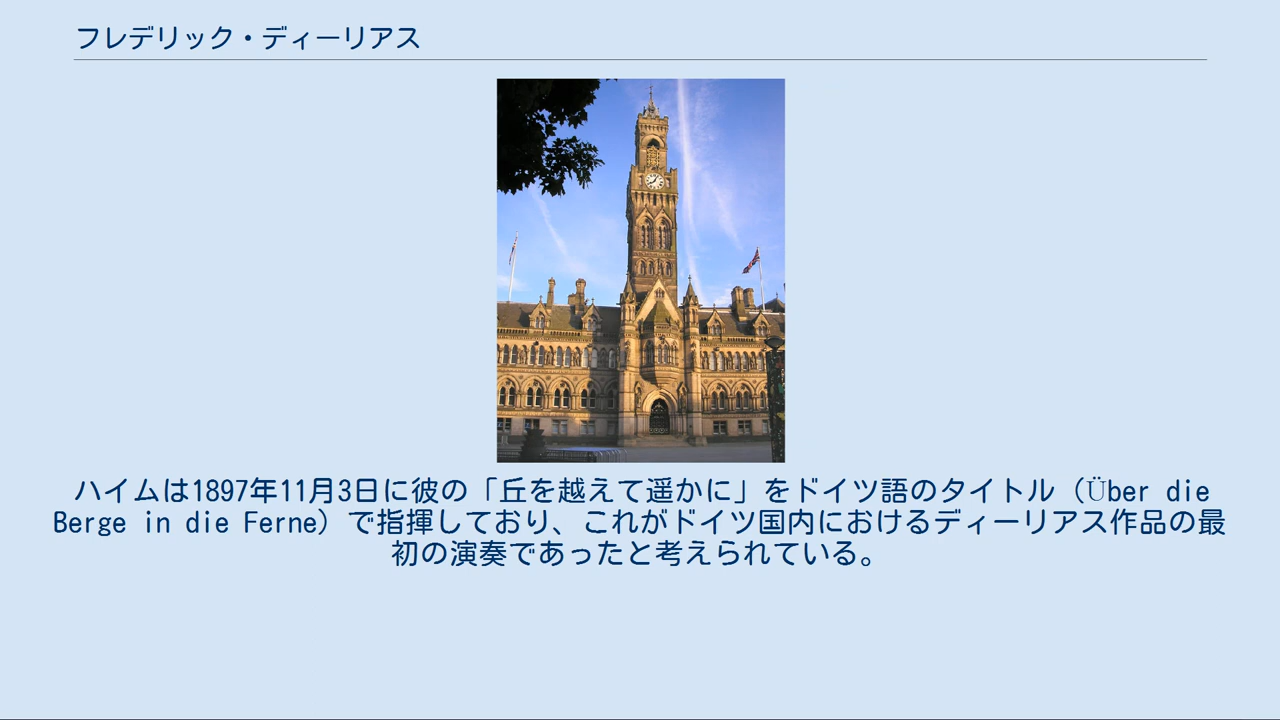 フレデリック・ディーリアス
ハイムは1897年11月3日に彼の「丘を越えて遥かに」をドイツ語のタイトル（Über die
Berge in die Ferne）で指揮しており、これがドイツ国内におけるディーリアス作品の最
初の演奏であったと考えられている。